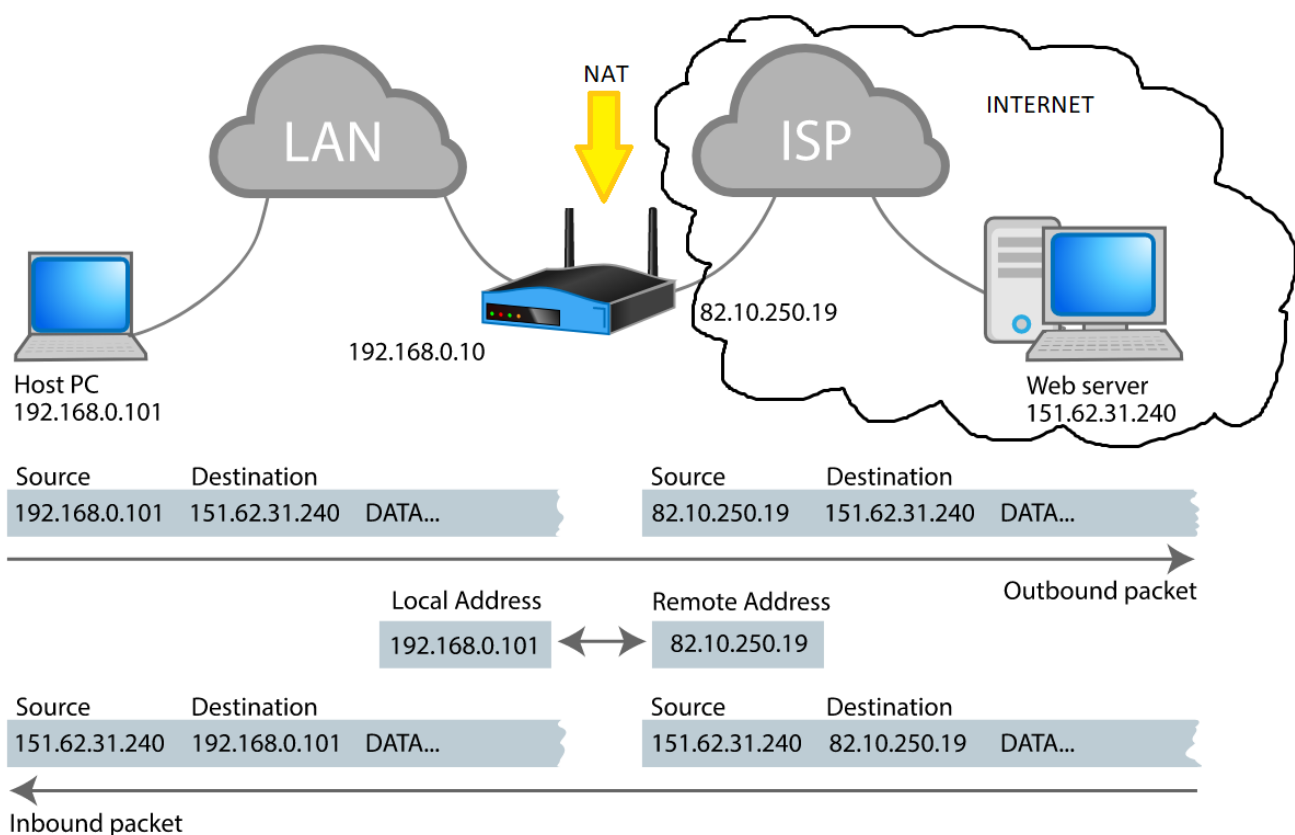 NAT
INTERNET
LAN
ISP
82.10.250.19
192.168.0.10
Host PC
192.168.0.101
Web server
151.62.31.240
Source Destination
192.168.0.101 151.62.31.240 DATA...
Source Destination
82.10.250.19 151.62.31.240 DATA...
Outbound packet
Local Address
192.168.0.101
Remote Address
82.10.250.19
Source Destination
151.62.31.240 192.168.0.101 DATA...
Source Destination
151.62.31.240 82.10.250.19 DATA...
Inbound packet